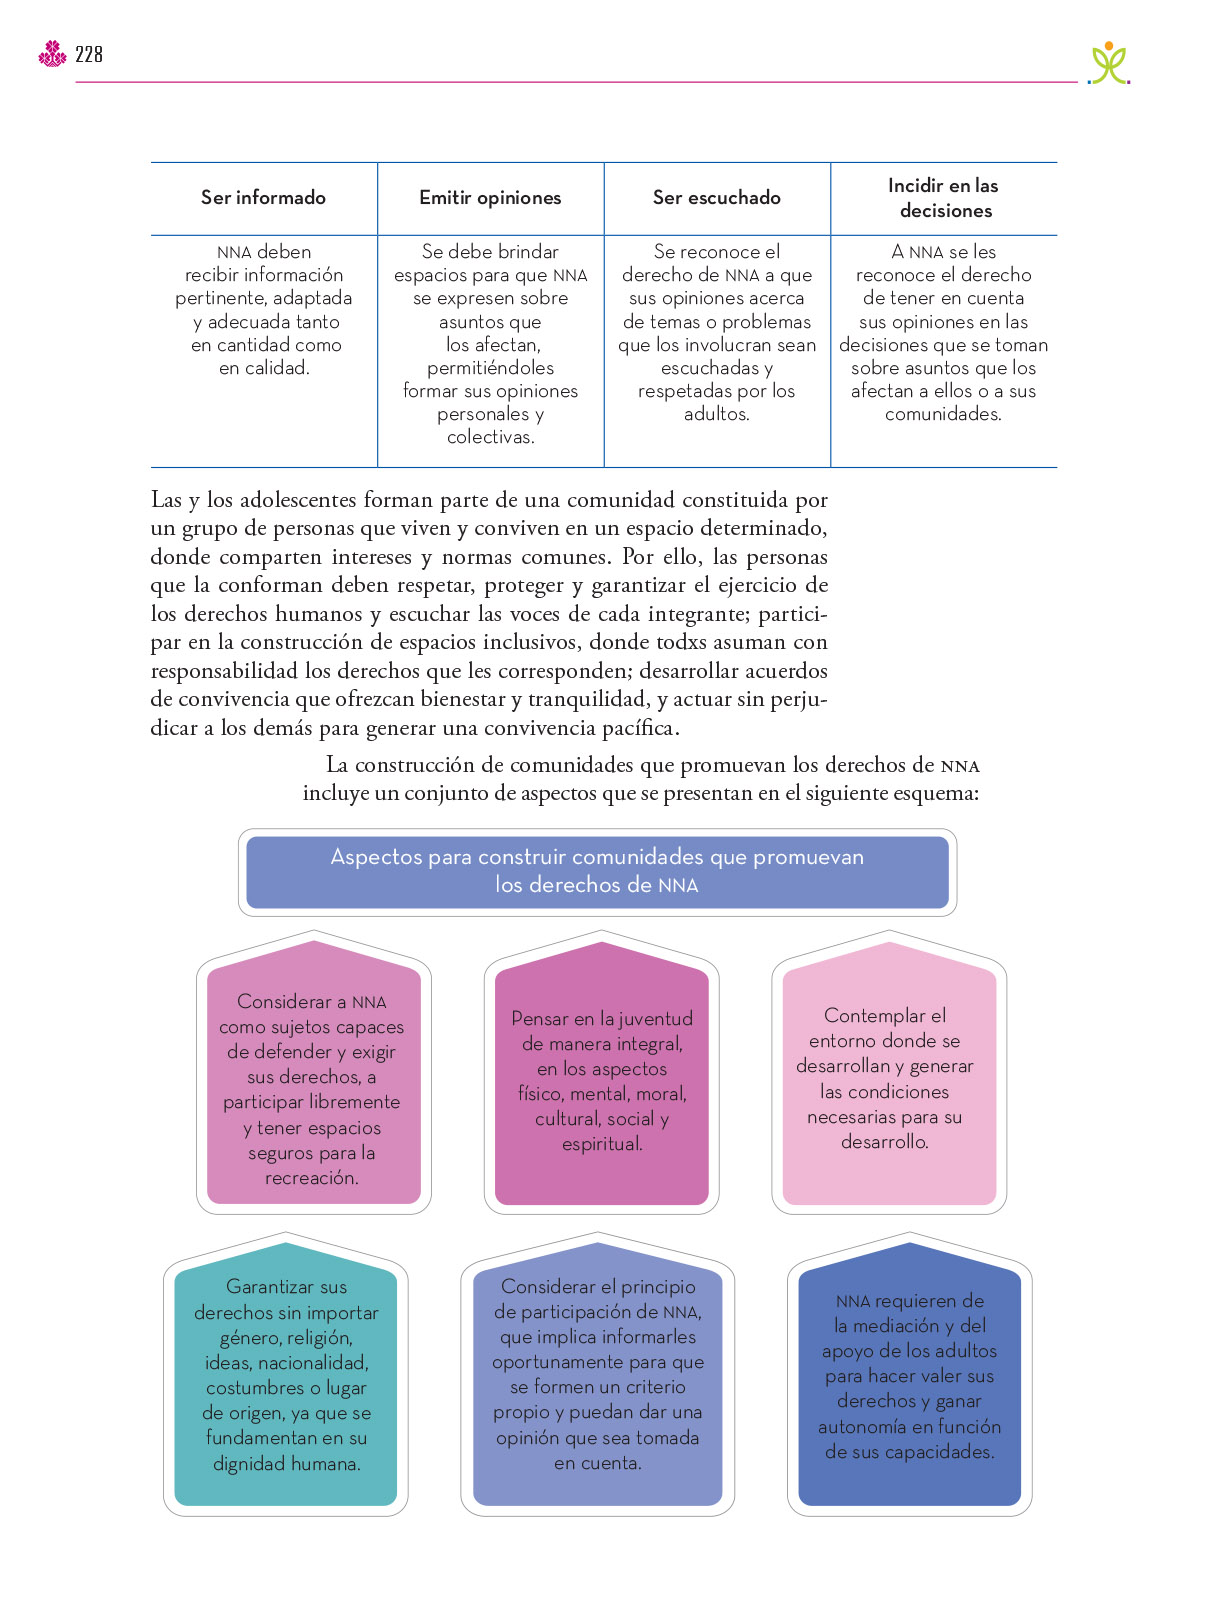 228
Ser informado
Emitir opiniones
Ser escuchado
Incidir en las
decisiones
NNA deben
recibir información
pertinente, adaptada
y adecuada tanto
en cantidad como
en calidad.
Se debe brindar
espacios para que NNA
se expresen sobre
asuntos que
los afectan,
permitiéndoles
formar sus opiniones
personales y
colectivas.
Se reconoce el
derecho de NNA a que
sus opiniones acerca
de temas o problemas
que los involucran sean
escuchadas y
respetadas por los
adultos.
A NNA se les
reconoce el derecho
de tener en cuenta
sus opiniones en las
decisiones que se toman
sobre asuntos que los
afectan a ellos o a sus
comunidades.
Las y los adolescentes forman parte de una comunidad constituida por
un grupo de personas que viven y conviven en un espacio determinado,
donde comparten intereses y normas comunes. Por ello, las personas
que la conforman deben respetar, proteger y garantizar el ejercicio de
los derechos humanos y escuchar las voces de cada integrante; partici-
par en la construcción de espacios inclusivos, donde todxs asuman con
responsabilidad los derechos que les corresponden; desarrollar acuerdos
de convivencia que ofrezcan bienestar y tranquilidad, y actuar sin perju-
dicar a los demás para generar una convivencia pacífica.
La construcción de comunidades que promuevan los derechos de NNA
incluye un conjunto de aspectos que se presentan en el siguiente esquema:
Aspectos para construir comunidades que promuevan
los derechos de NNA
Considerar a NNA
como sujetos capaces
de defender y exigir
sus derechos, a
participar libremente
y tener espacios
seguros para la
recreación.
Pensar en la juventud
de manera integral,
en los aspectos
físico, mental, moral,
cultural, social y
espiritual.
Contemplar el
entorno donde se
desarrollan y generar
las condiciones
necesarias para su
desarrollo.
Garantizar sus
derechos sin importar
género, religión,
ideas, nacionalidad,
costumbres o lugar
de origen, ya que se
fundamentan en su
dignidad humana.
Considerar el principio
de participación de NNA,
que implica informarles
oportunamente para que
se formen un criterio
propio y puedan dar una
opinión que sea tomada
en cuenta.
NNA requieren de
la mediación y del
apoyo de los adultos
para hacer valer sus
derechos y ganar
autonomía en función
de sus capacidades.